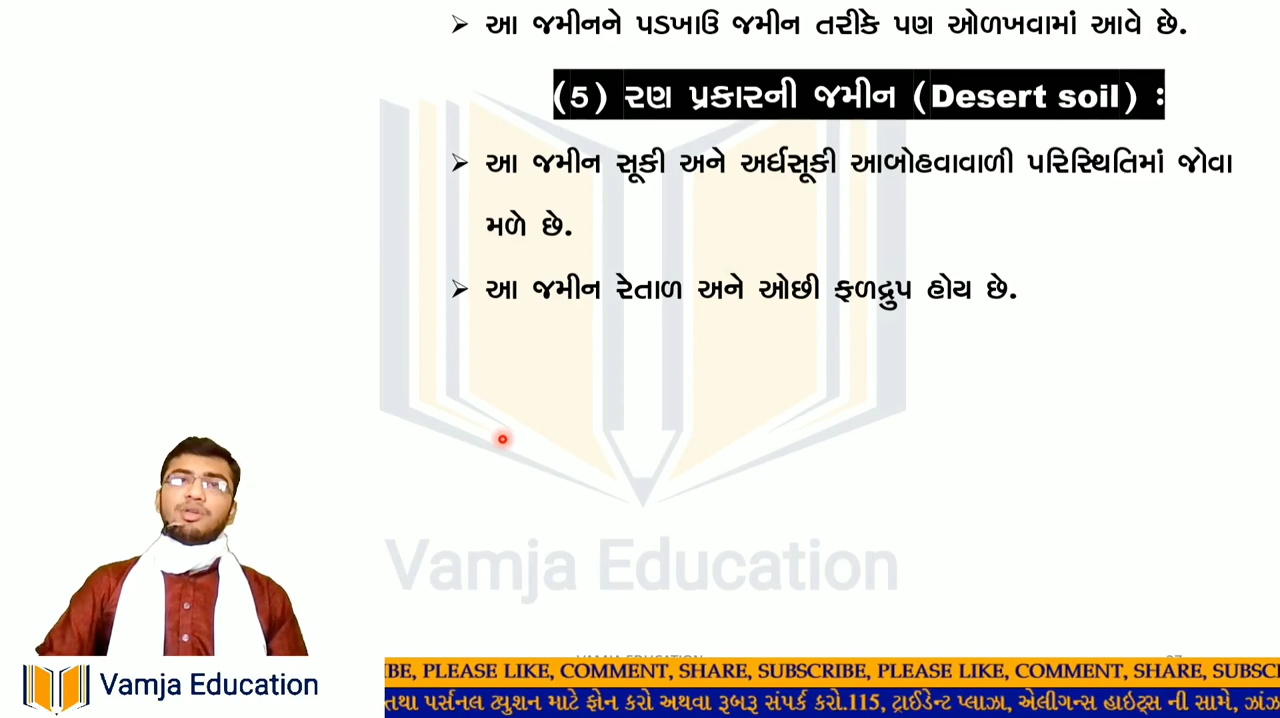 ➢ આ જમીનને પડખાઉ જમીન તરીકે પણ ઓળખવામાં આવે છે.
(5) રણ પ્રકારની જમીન (Desert soil) :
➢ આ જમીન સૂકી અને અર્ધસૂકી આબોહવાવાળી પરિસ્થિતિમાં જોવા
મળે છે.
➢ આ જમીન રેતાળ અને ઓછી ફળદ્રુપ હોય છે.
Vamja Education
Vamja Education
BE, PLEASE LIKE, COMMENT, SHARE, SUBSCRIBE, PLEASE LIKE, COMMENT, SHARE, SUBSC
તથા પર્સનલ ટ્યુશન માટે ફોન કરો અથવા રૂબરૂ સંપર્ક કરો.115, ટ્રાઈડેન્ટ પ્લાઝા, એલીગન્સ હાઇટ્સ ની સામે,